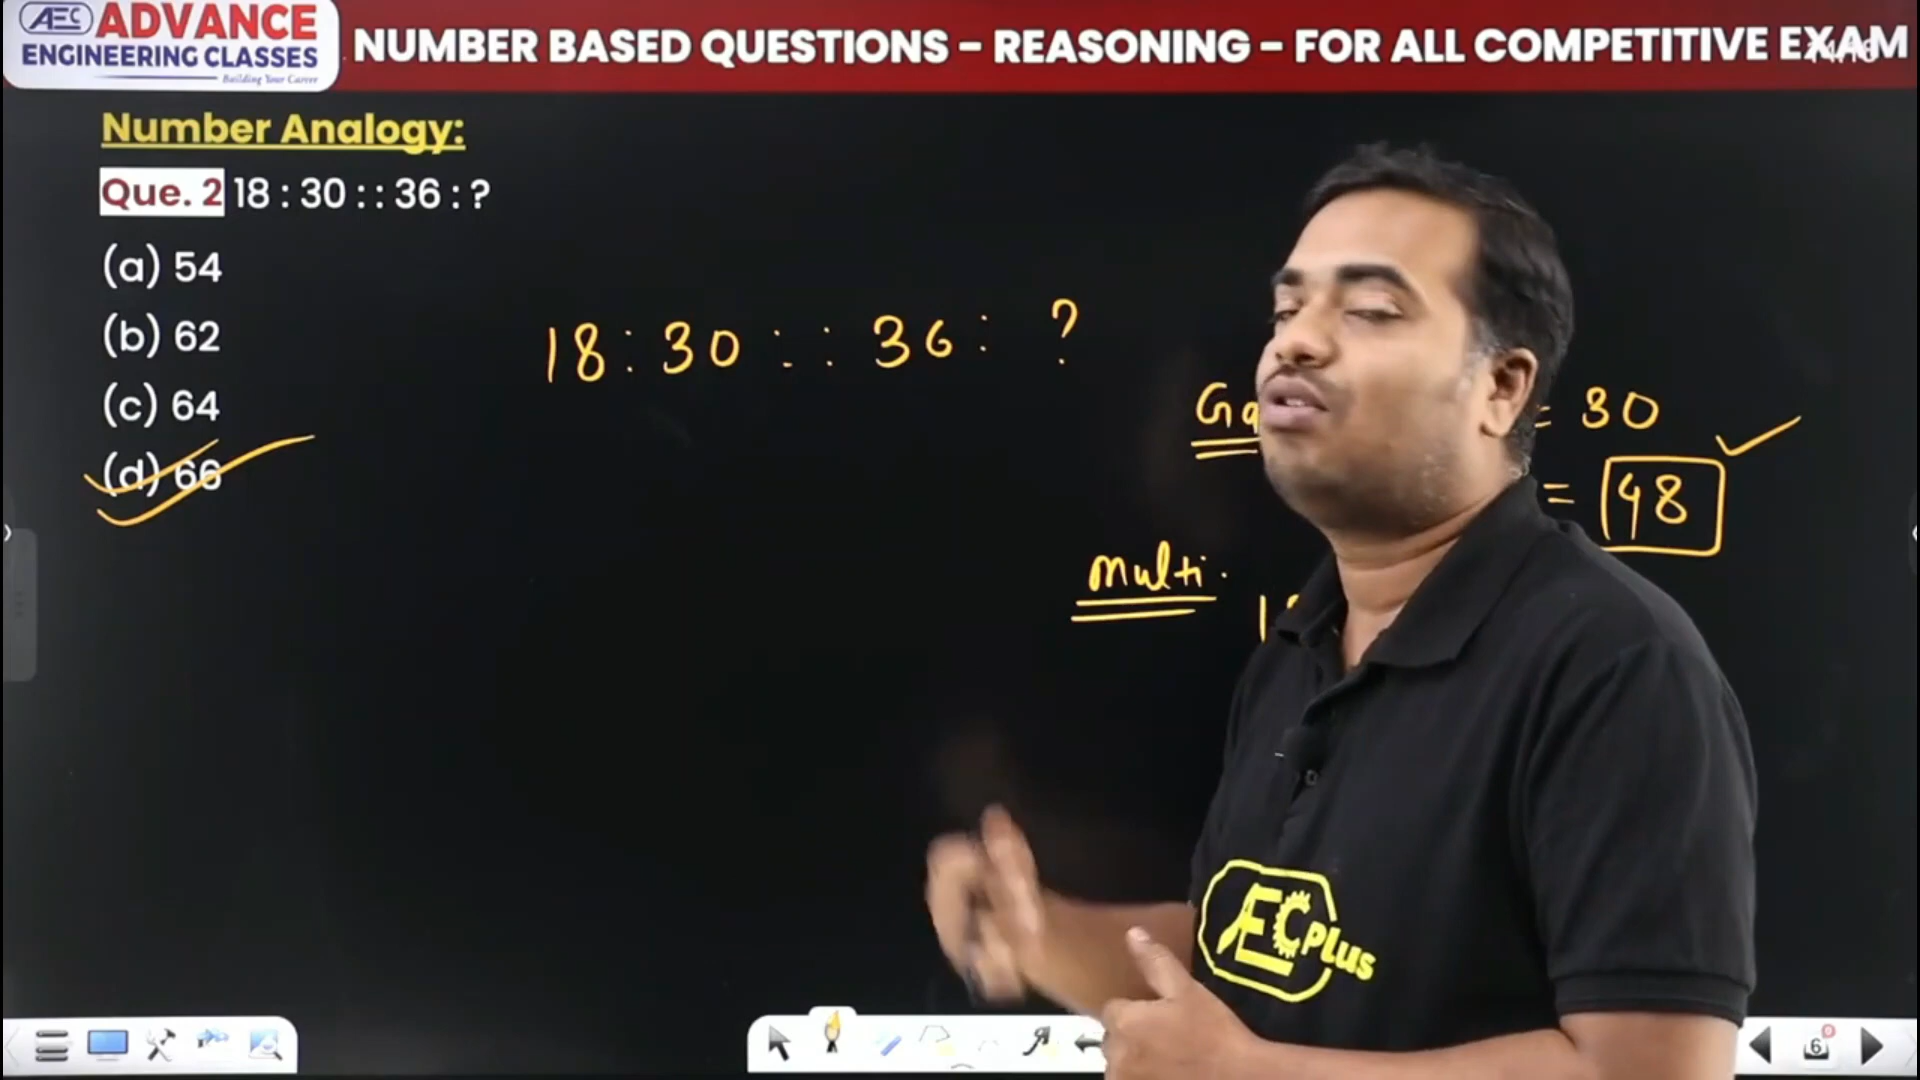 AEC ADVANCE
ENGINEERING CLASSES
Building Your Career
NUMBER BASED QUESTIONS – REASONING – FOR ALL COMPETITIVE EXAM
Number Analogy:
Que. 2 18 : 30 : : 36 : ?
(a) 54
(b) 62
(c) 64
(d) 66
18 : 30 : : 36 : ?
= 30
= 48
Multi.
AEC Plus
6